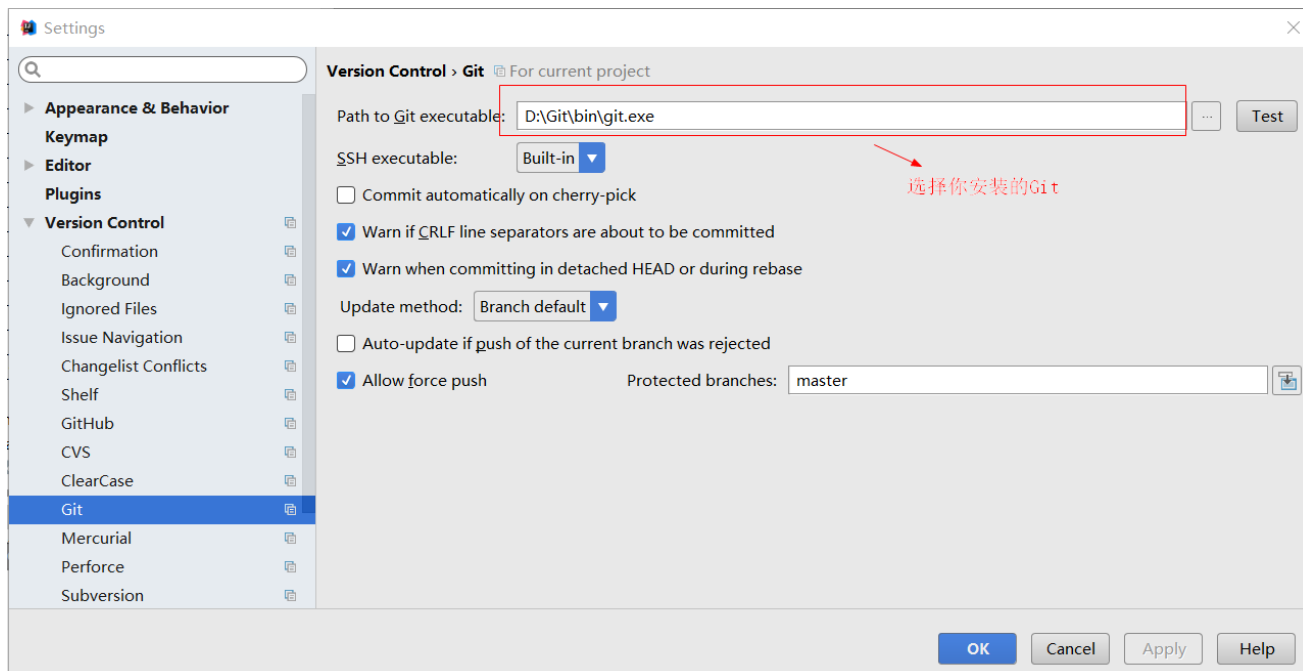 Settings
Version Control › Git For current project
Appearance & Behavior
Keymap
Editor
Plugins
Version Control
Confirmation
Background
Ignored Files
Issue Navigation
Changelist Conflicts
Shelf
GitHub
CVS
ClearCase
Git
Mercurial
Perforce
Subversion
Path to Git executable: D:\Git\bin\git.exe ... Test
SSH executable: Built-in
选择你安装的Git
Commit automatically on cherry-pick
Warn if CRLF line separators are about to be committed
Warn when committing in detached HEAD or during rebase
Update method: Branch default
Auto-update if push of the current branch was rejected
Allow force push Protected branches: master
OK Cancel Apply Help